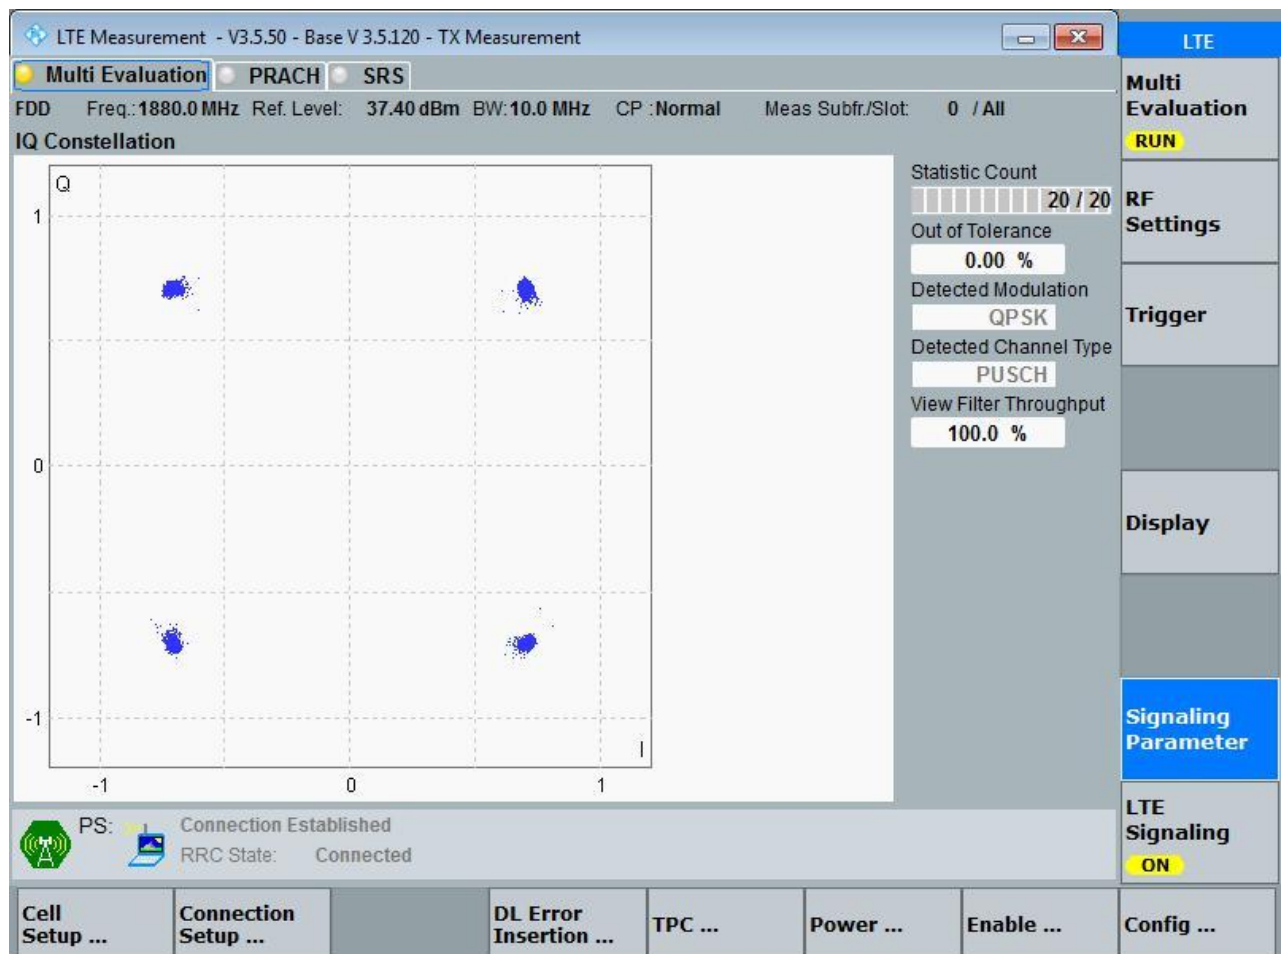 LTE Measurement - V3.5.50 - Base V 3.5.120 - TX Measurement
Multi Evaluation PRACH SRS
FDD Freq.:1880.0 MHz Ref. Level: 37.40 dBm BW:10.0 MHz CP :Normal Meas Subfr./Slot: 0 / All
IQ Constellation
Q
1
0
-1
I
-1 0 1
Statistic Count
20 / 20
Out of Tolerance
0.00 %
Detected Modulation
QPSK
Detected Channel Type
PUSCH
View Filter Throughput
100.0 %
PS: Connection Established
RRC State: Connected
LTE
Multi
Evaluation
RUN
RF
Settings
Trigger
Display
Signaling
Parameter
LTE
Signaling
ON
Cell
Setup ...
Connection
Setup ...
DL Error
Insertion ...
TPC ...
Power ...
Enable ...
Config ...